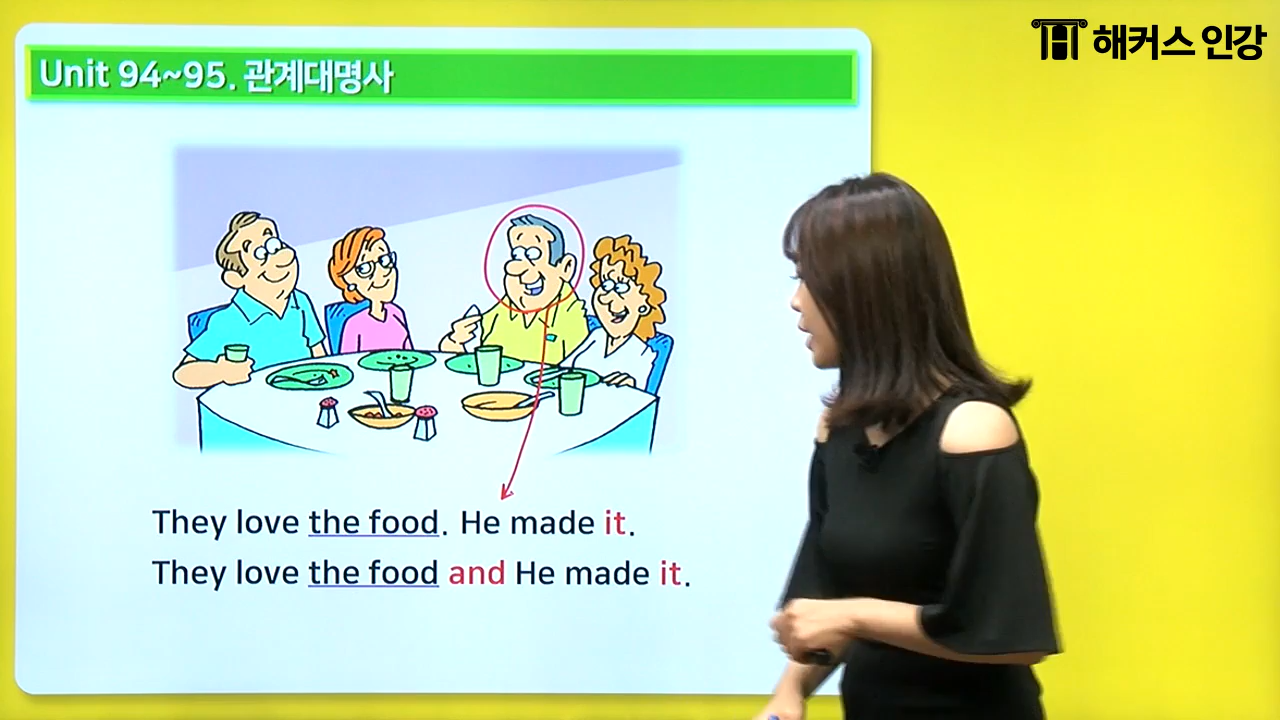 해커스 인강
Unit 94~95. 관계대명사
They love the food. He made it.
They love the food and He made it.